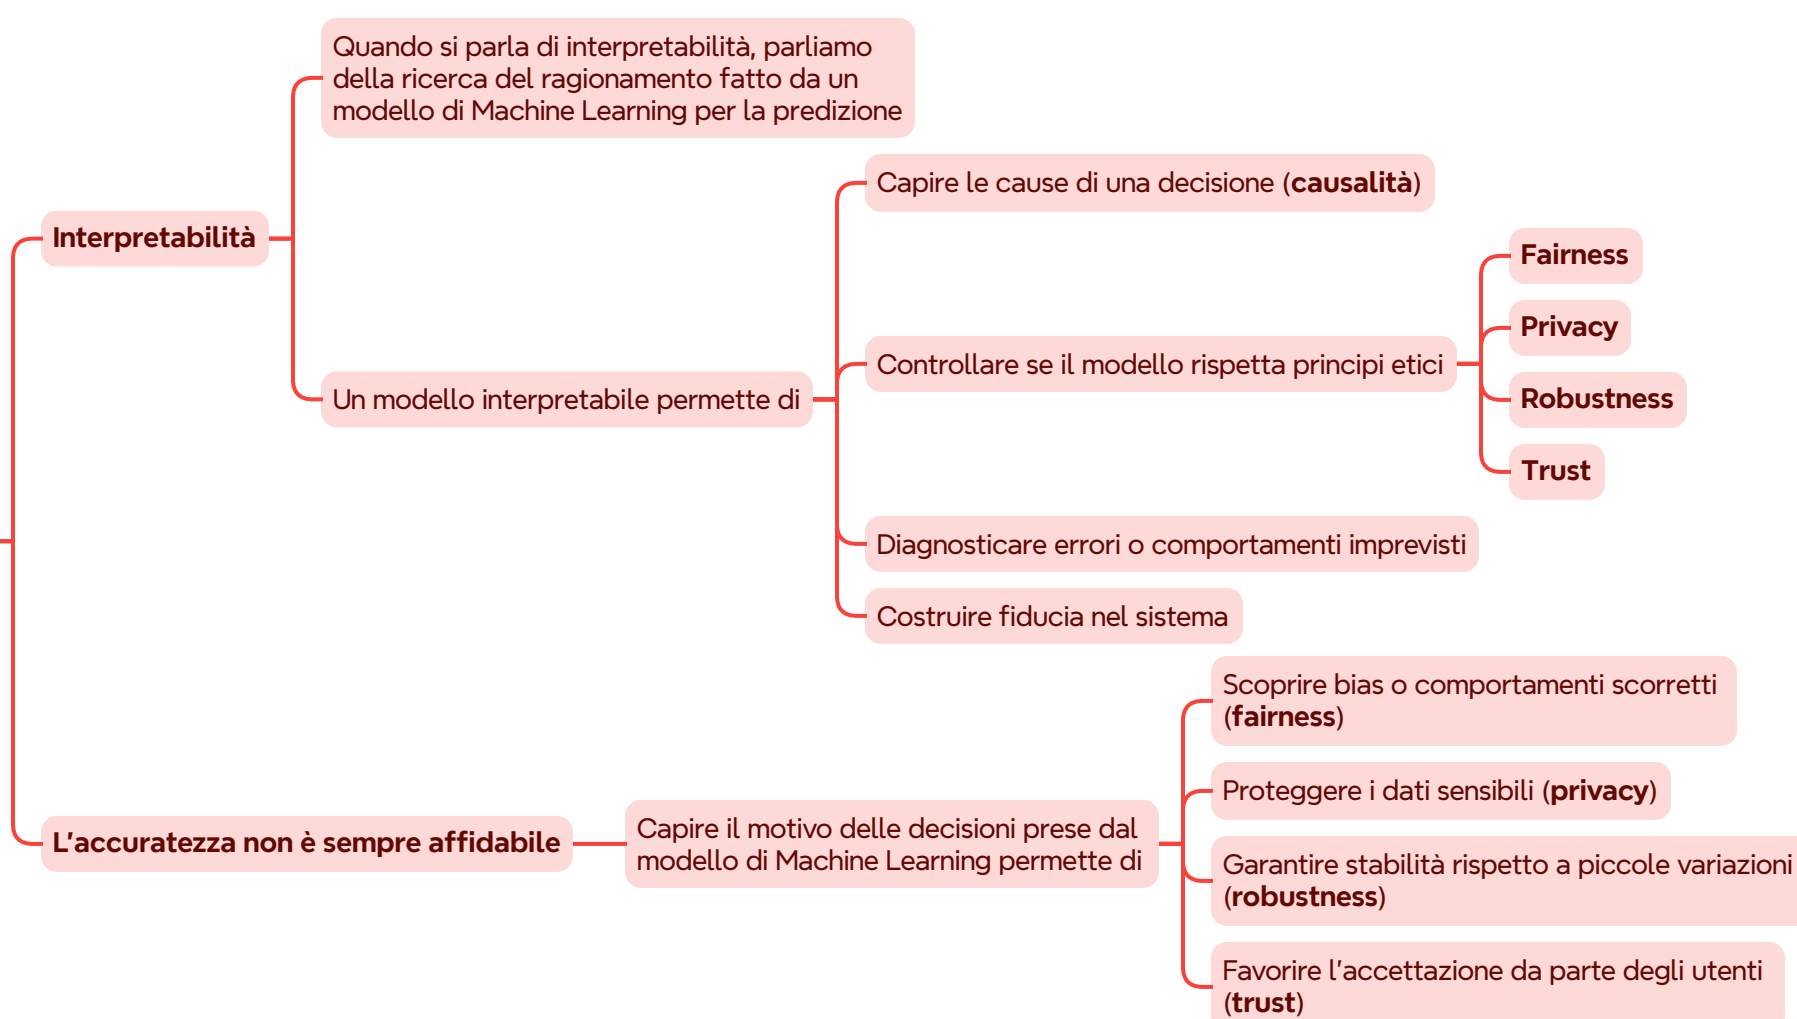 Quando si parla di interpretabilità, parliamo
della ricerca del ragionamento fatto da un
modello di Machine Learning per la predizione
Interpretabilità
Un modello interpretabile permette di
Capire le cause di una decisione (causalità)
Controllare se il modello rispetta principi etici
Fairness
Privacy
Robustness
Trust
Diagnosticare errori o comportamenti imprevisti
Costruire fiducia nel sistema
L'accuratezza non è sempre affidabile
Capire il motivo delle decisioni prese dal
modello di Machine Learning permette di
Scoprire bias o comportamenti scorretti
(fairness)
Proteggere i dati sensibili (privacy)
Garantire stabilità rispetto a piccole variazioni
(robustness)
Favorire l'accettazione da parte degli utenti
(trust)